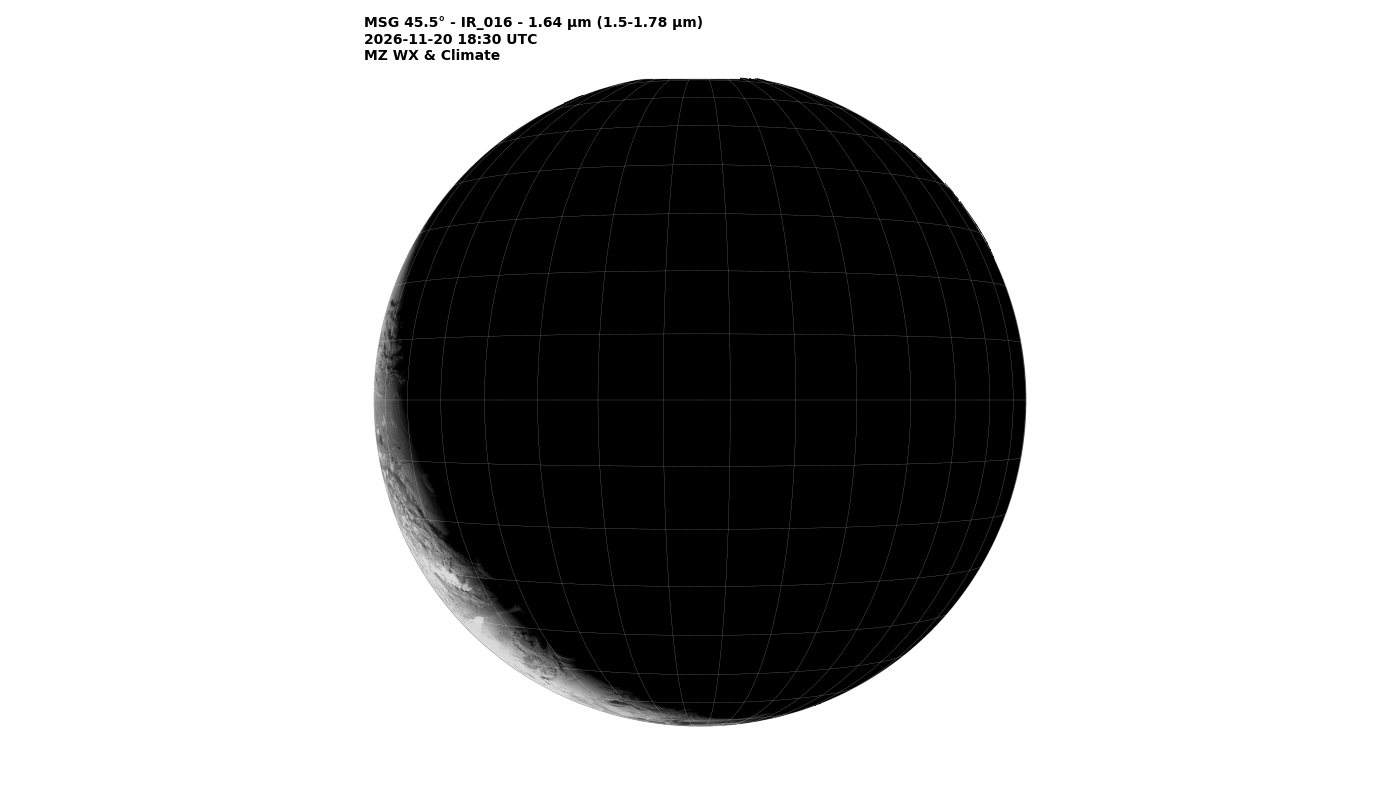 MSG 45.5° - IR_016 - 1.64 µm (1.5-1.78 µm)
2026-11-20 18:30 UTC
MZ WX & Climate